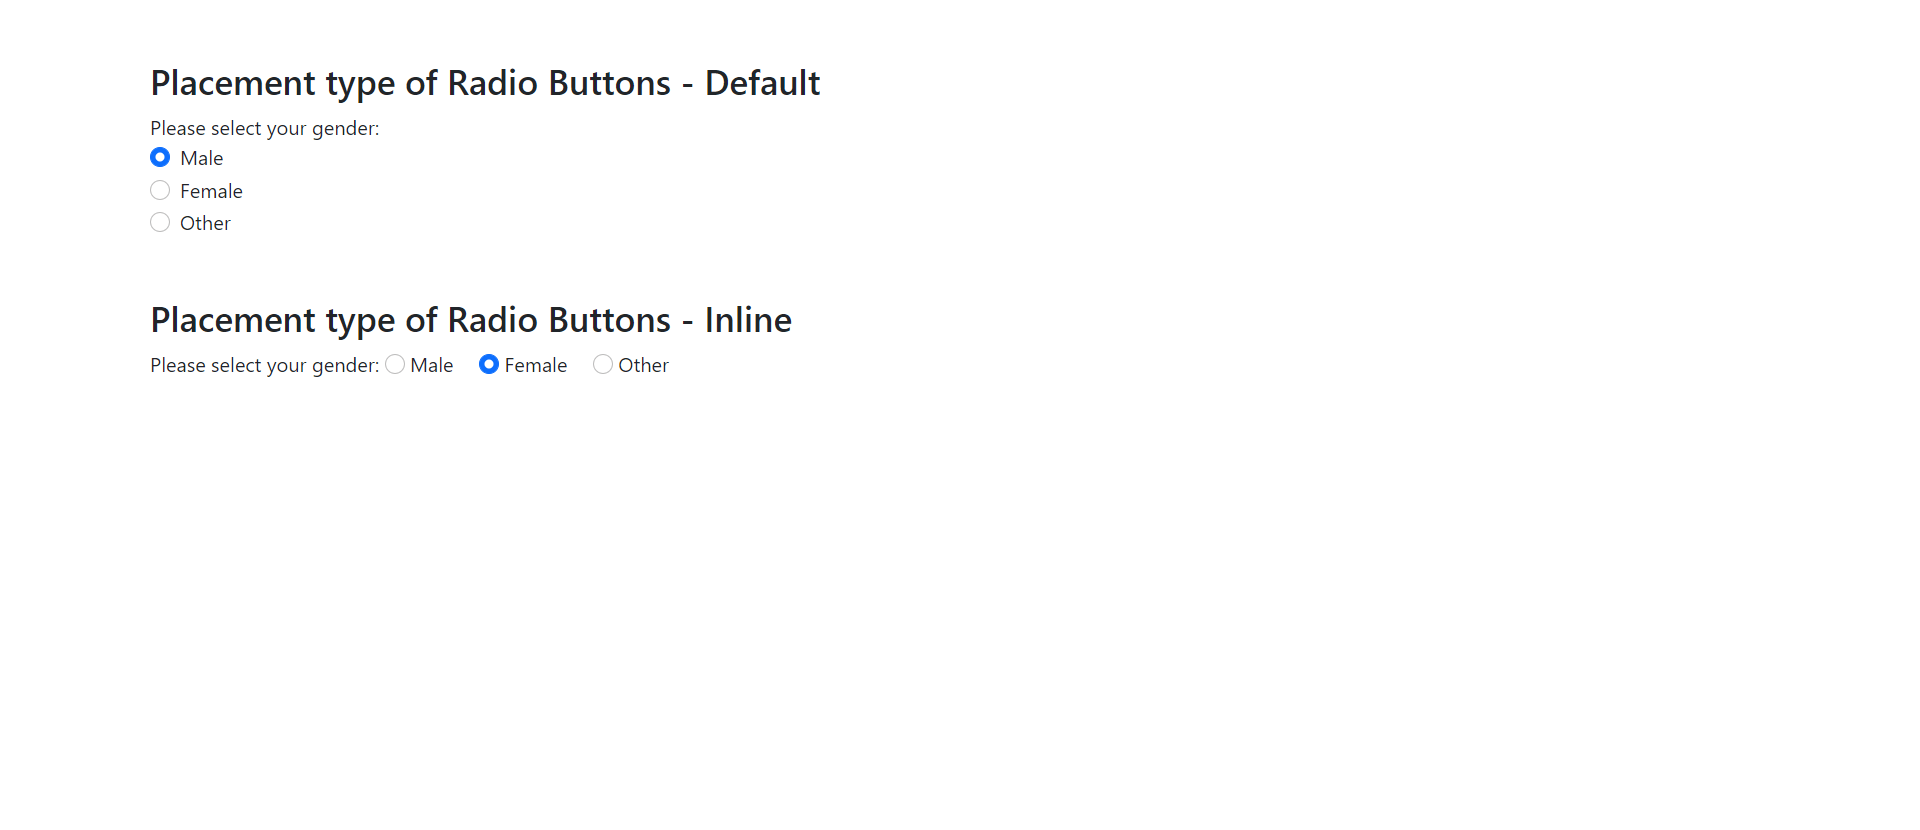 Placement type of Radio Buttons - Default
Please select your gender:
Male
Female
Other
Placement type of Radio Buttons - Inline
Please select your gender: Male Female Other